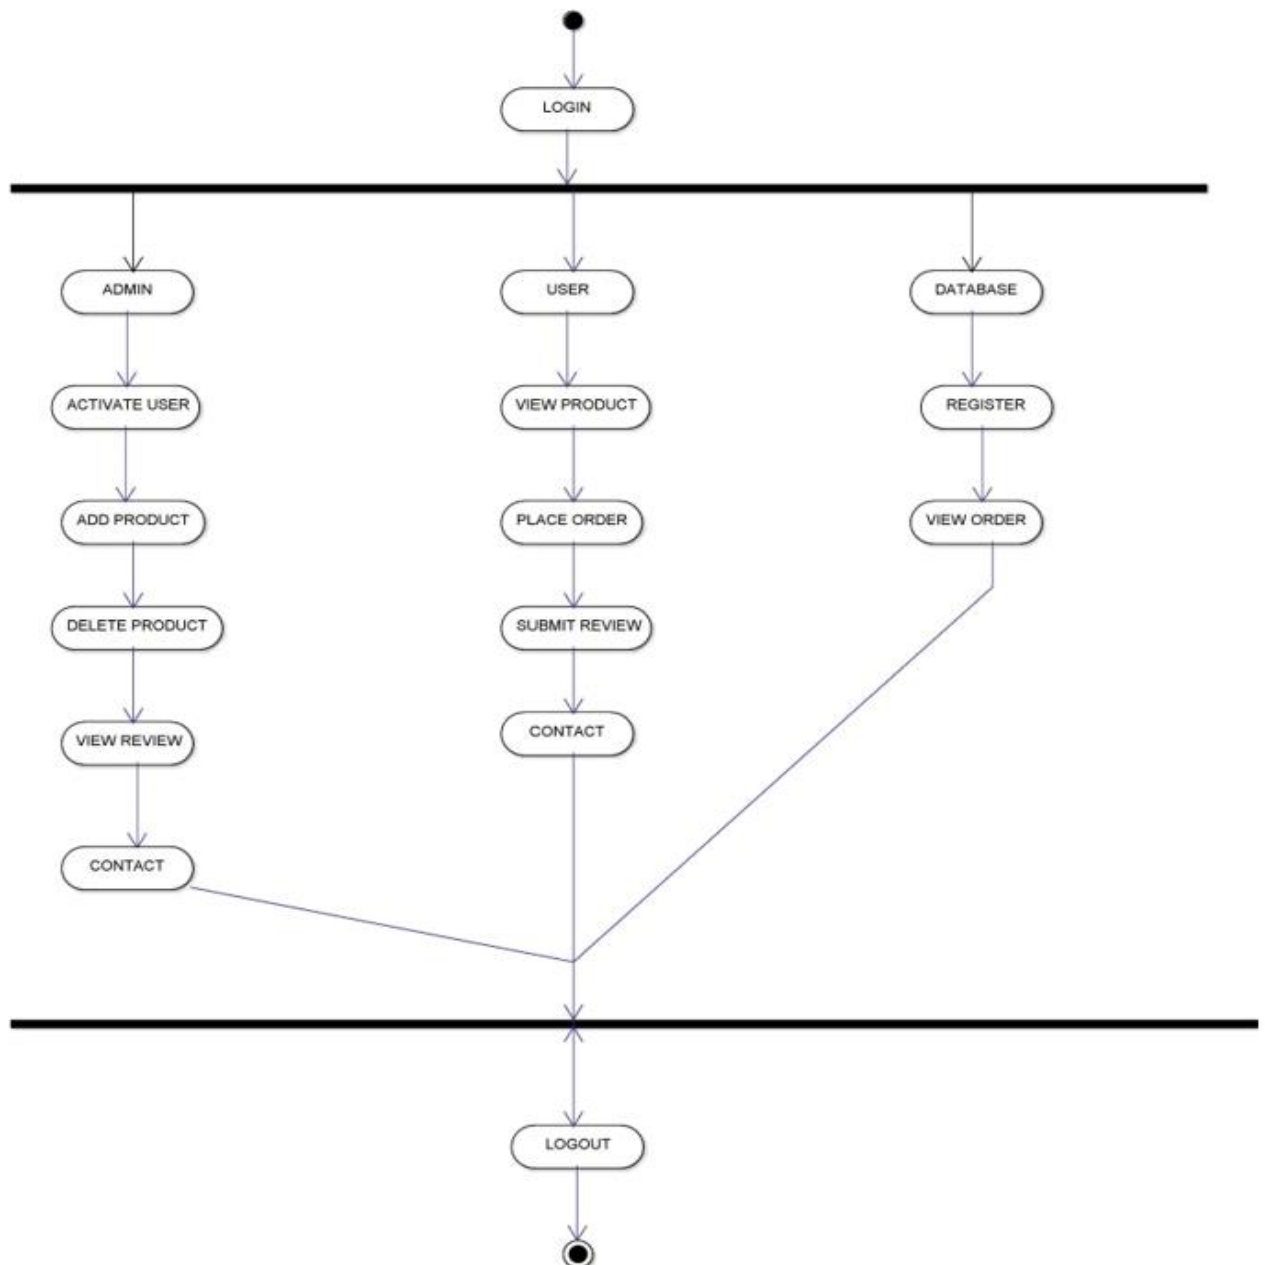 LOGIN
ADMIN
USER
DATABASE
ACTIVATE USER
VIEW PRODUCT
REGISTER
ADD PRODUCT
PLACE ORDER
VIEW ORDER
DELETE PRODUCT
SUBMIT REVIEW
VIEW REVIEW
CONTACT
CONTACT
LOGOUT